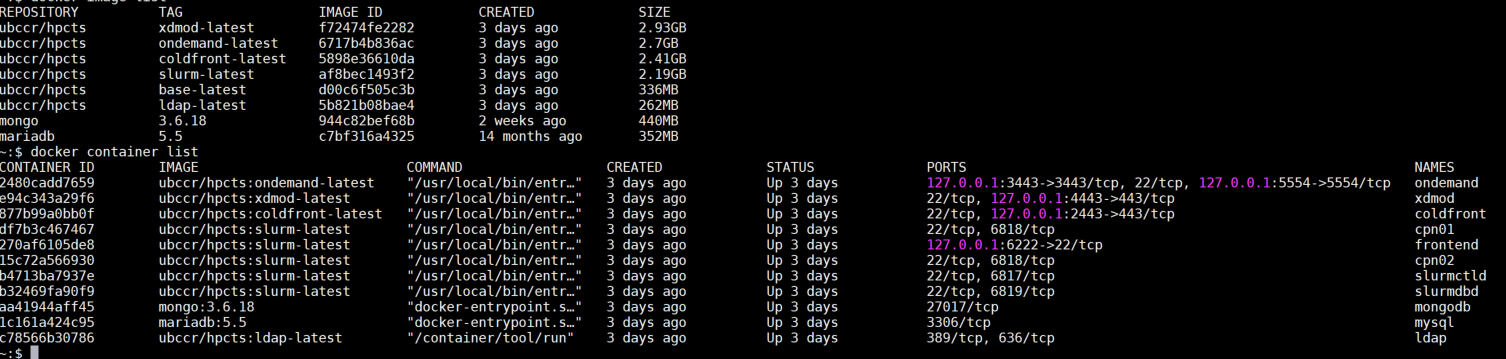 ~:$ docker image list
REPOSITORY TAG IMAGE ID CREATED SIZE
ubccr/hpcts xdmod-latest f72474fe2282 3 days ago 2.93GB
ubccr/hpcts ondemand-latest 6717b4b836ac 3 days ago 2.7GB
ubccr/hpcts coldfront-latest 5898e36610da 3 days ago 2.41GB
ubccr/hpcts slurm-latest af8bec1493f2 3 days ago 2.19GB
ubccr/hpcts base-latest d00c6f505c3b 3 days ago 336MB
ubccr/hpcts ldap-latest 5b821b08bae4 3 days ago 262MB
mongo 3.6.18 944c82bef68b 2 weeks ago 440MB
mariadb 5.5 c7bf316a4325 14 months ago 352MB
~:$ docker container list
CONTAINER ID IMAGE COMMAND CREATED STATUS PORTS NAMES
2480cadd7659 ubccr/hpcts:ondemand-latest "/usr/local/bin/entr…" 3 days ago Up 3 days 127.0.0.1:3443->3443/tcp, 22/tcp, 127.0.0.1:5554->5554/tcp ondemand
e94c343a29f6 ubccr/hpcts:xdmod-latest "/usr/local/bin/entr…" 3 days ago Up 3 days 22/tcp, 127.0.0.1:4443->443/tcp xdmod
877b99a0bb0f ubccr/hpcts:coldfront-latest "/usr/local/bin/entr…" 3 days ago Up 3 days 22/tcp, 127.0.0.1:2443->443/tcp coldfront
df7b3c467467 ubccr/hpcts:slurm-latest "/usr/local/bin/entr…" 3 days ago Up 3 days 22/tcp, 6818/tcp cpn01
270af6105de8 ubccr/hpcts:slurm-latest "/usr/local/bin/entr…" 3 days ago Up 3 days 127.0.0.1:6222->22/tcp frontend
15c72a566930 ubccr/hpcts:slurm-latest "/usr/local/bin/entr…" 3 days ago Up 3 days 22/tcp, 6818/tcp cpn02
b4713ba7937e ubccr/hpcts:slurm-latest "/usr/local/bin/entr…" 3 days ago Up 3 days 22/tcp, 6817/tcp slurmctld
b32469fa90f9 ubccr/hpcts:slurm-latest "/usr/local/bin/entr…" 3 days ago Up 3 days 22/tcp, 6819/tcp slurmdbd
aa41944aff45 mongo:3.6.18 "docker-entrypoint.s…" 3 days ago Up 3 days 27017/tcp mongodb
1c161a424c95 mariadb:5.5 "docker-entrypoint.s…" 3 days ago Up 3 days 3306/tcp mysql
c78566b30786 ubccr/hpcts:ldap-latest "/container/tool/run" 3 days ago Up 3 days 389/tcp, 636/tcp ldap
~:$